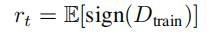 r_t = 𝔼[sign(D_train)]